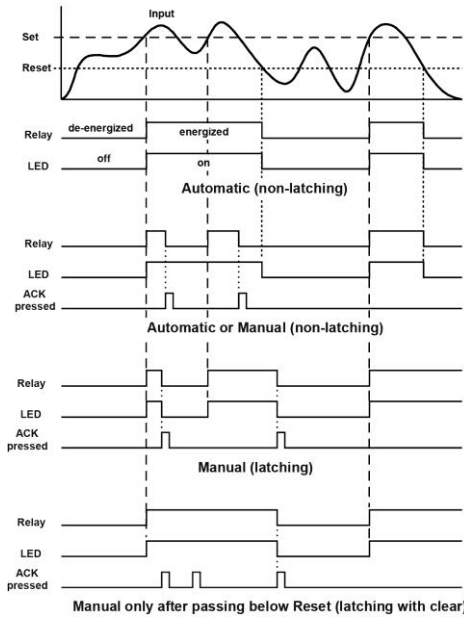 Input
Set
Reset
de-energized energized
Relay
off on
LED
Automatic (non-latching)
Relay
LED
ACK
pressed
Automatic or Manual (non-latching)
Relay
LED
ACK
pressed
Manual (latching)
Relay
LED
ACK
pressed
Manual only after passing below Reset (latching with clear)